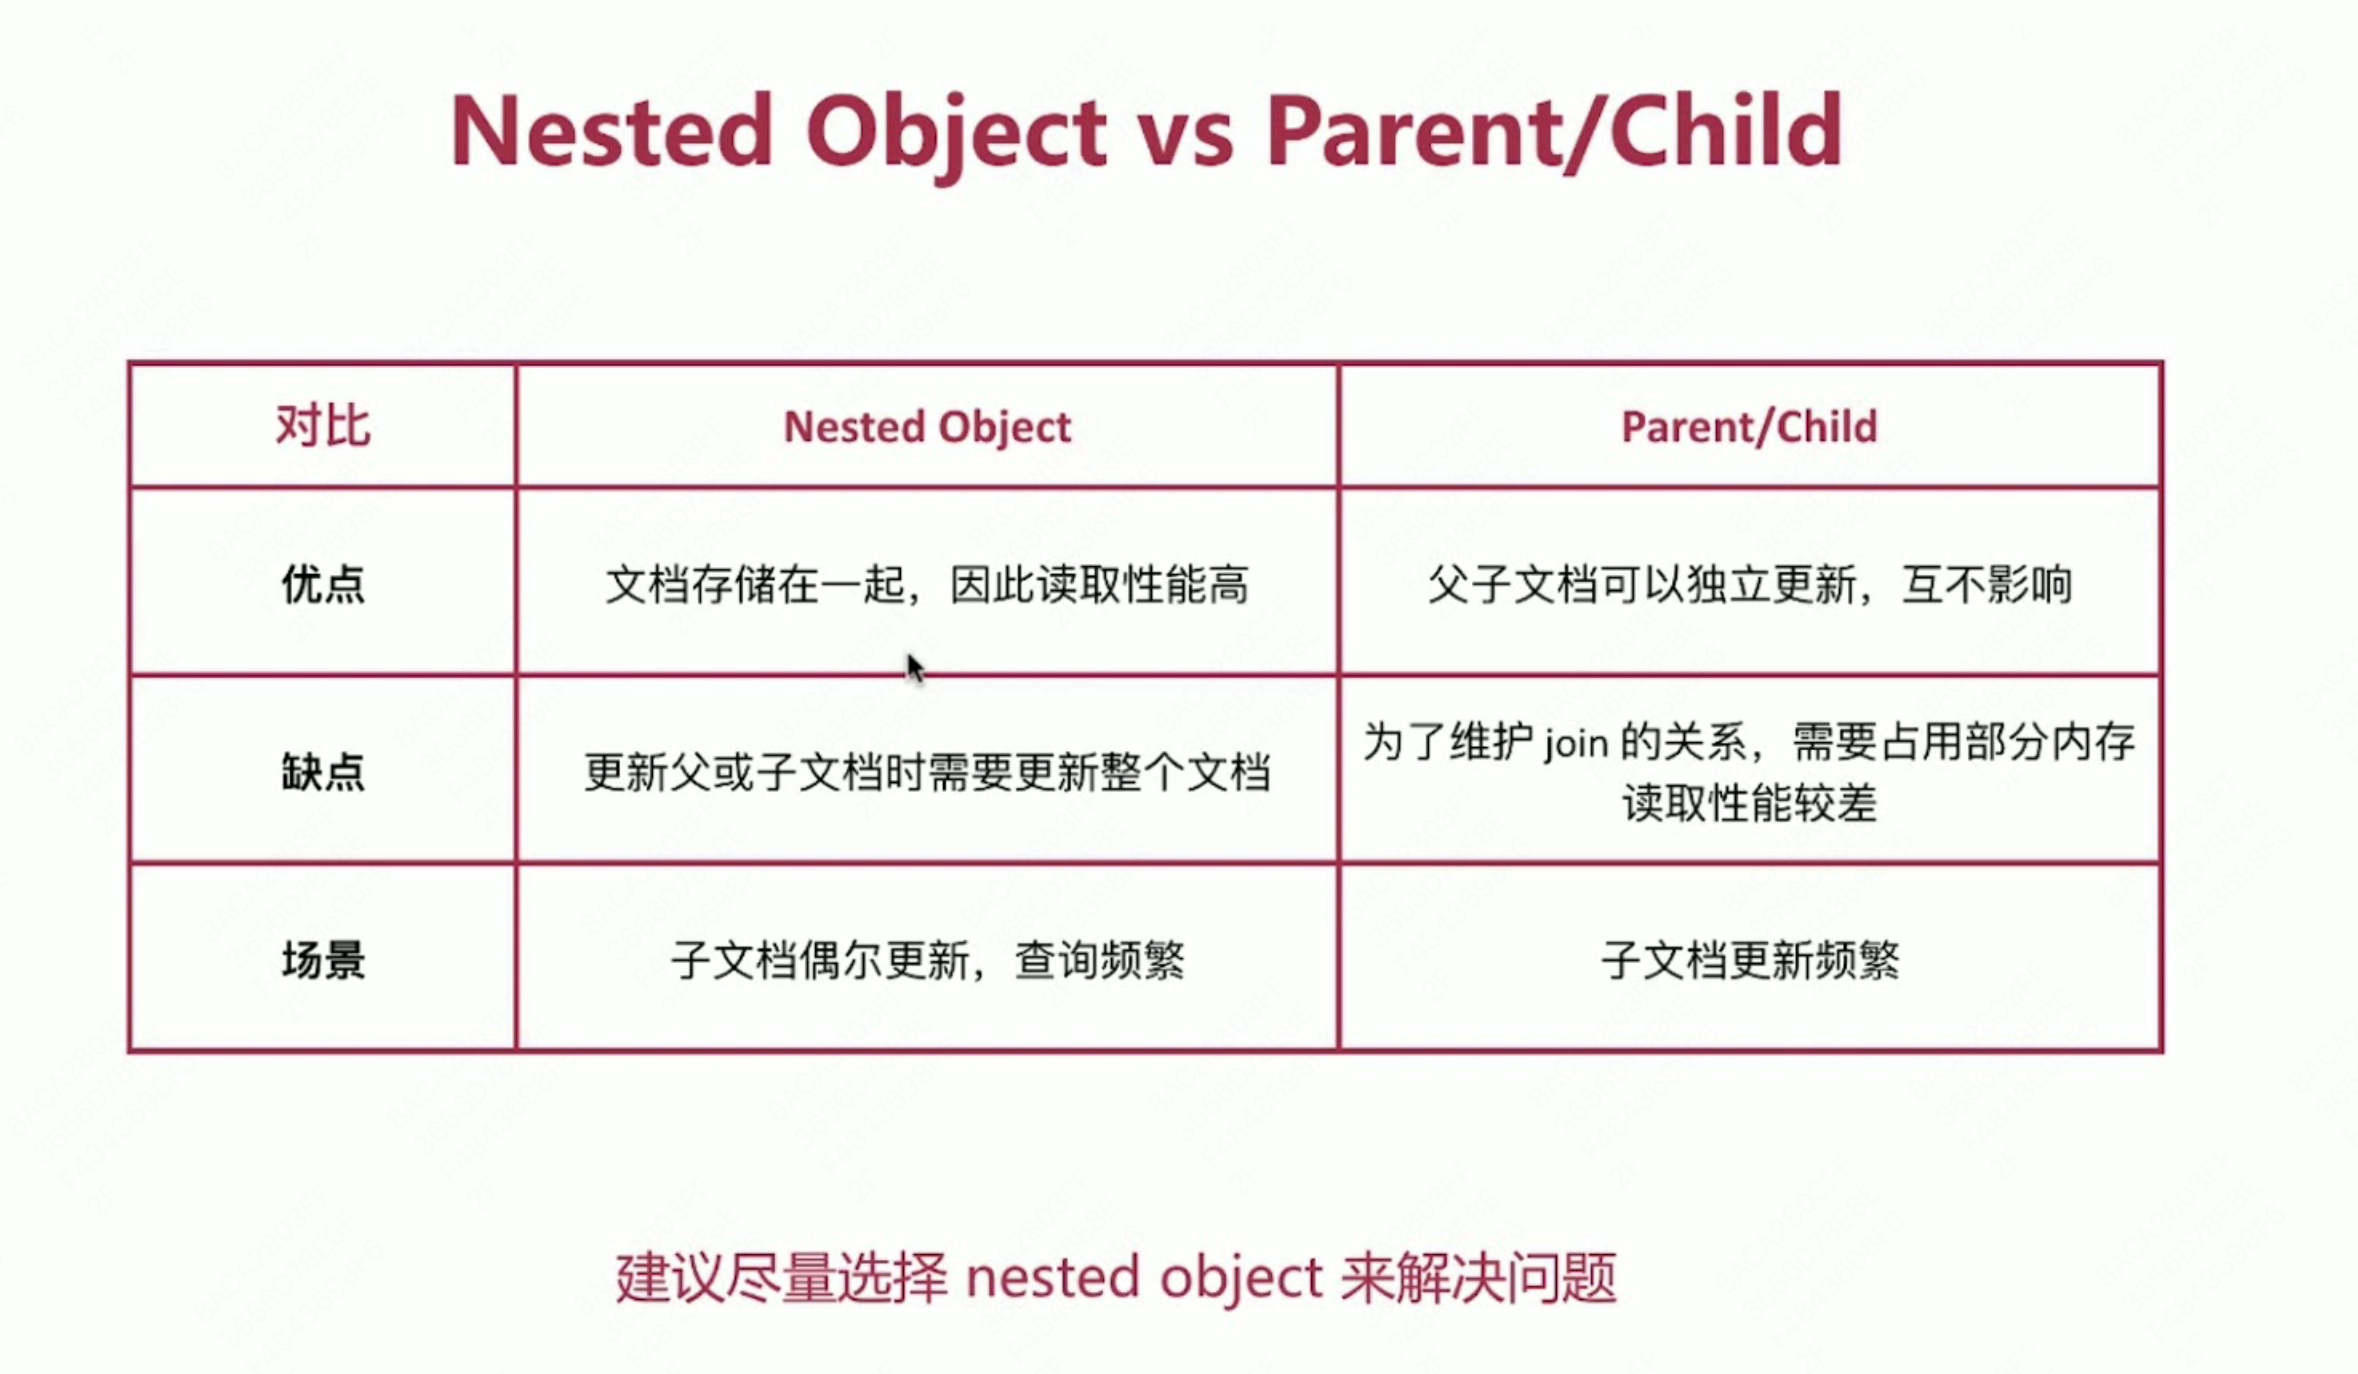 Nested Object vs Parent/Child
对比
Nested Object
Parent/Child
优点
文档存储在一起，因此读取性能高
父子文档可以独立更新，互不影响
缺点
更新父或子文档时需要更新整个文档
为了维护 join 的关系，需要占用部分内存
读取性能较差
场景
子文档偶尔更新，查询频繁
子文档更新频繁
建议尽量选择 nested object 来解决问题